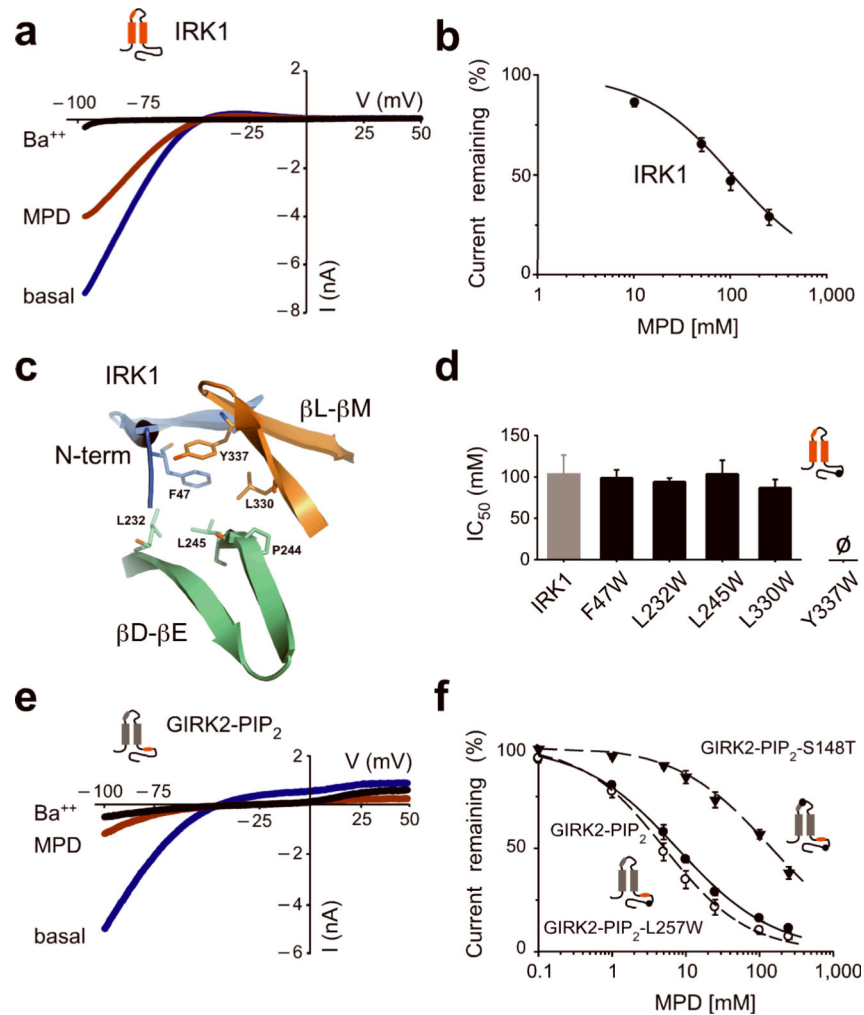 a
IRK1
2
V (mV)
−100
−75
−25
25
50
Ba++
−2
MPD
−4
−6
basal
I (nA)
−8
b
Current remaining (%)
100
50
0
IRK1
1
10
100
1,000
MPD [mM]
c
IRK1
βL-βM
N-term
Y337
F47
L330
L232
L245
P244
βD-βE
d
IC50 (mM)
150
100
50
0
ø
IRK1
F47W
L232W
L245W
L330W
Y337W
e
GIRK2-PIP2
2
V (mV)
−100
−75
−25
25
50
Ba++
MPD
−2
−4
basal
I (nA)
−6
f
Current remaining (%)
100
50
0
GIRK2-PIP2-S148T
GIRK2-PIP2
GIRK2-PIP2-L257W
0.1
1
10
100
1,000
MPD [mM]